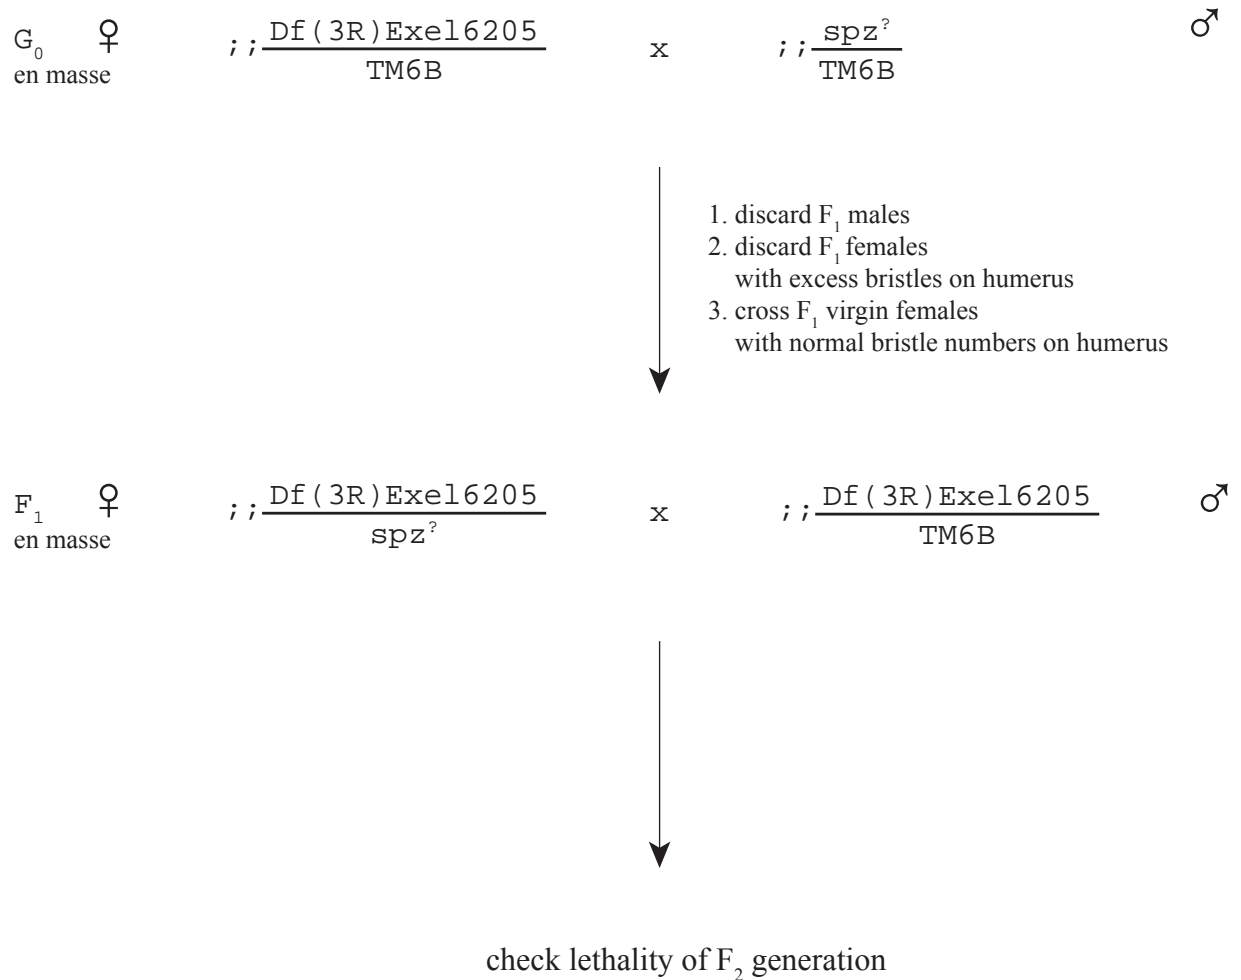 G₀ ♀ ;; Df(3R)Exel6205 x ;; spz? ♂
en masse TM6B TM6B
1. discard F₁ males
2. discard F₁ females
with excess bristles on humerus
3. cross F₁ virgin females
with normal bristle numbers on humerus
F₁ ♀ ;; Df(3R)Exel6205 x ;; Df(3R)Exel6205 ♂
en masse spz? TM6B
check lethality of F₂ generation